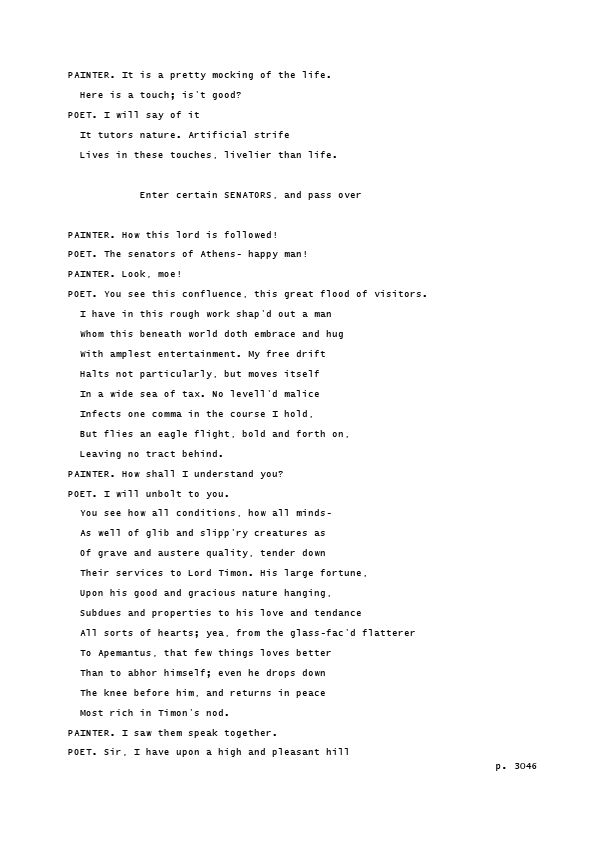 PAINTER. It is a pretty mocking of the life.
Here is a touch; is't good?
POET. I will say of it
It tutors nature. Artificial strife
Lives in these touches, livelier than life.
Enter certain SENATORS, and pass over
PAINTER. How this lord is followed!
POET. The senators of Athens- happy man!
PAINTER. Look, moe!
POET. You see this confluence, this great flood of visitors.
I have in this rough work shap'd out a man
Whom this beneath world doth embrace and hug
With amplest entertainment. My free drift
Halts not particularly, but moves itself
In a wide sea of tax. No levell'd malice
Infects one comma in the course I hold,
But flies an eagle flight, bold and forth on,
Leaving no tract behind.
PAINTER. How shall I understand you?
POET. I will unbolt to you.
You see how all conditions, how all minds-
As well of glib and slipp'ry creatures as
Of grave and austere quality, tender down
Their services to Lord Timon. His large fortune,
Upon his good and gracious nature hanging,
Subdues and properties to his love and tendance
All sorts of hearts; yea, from the glass-fac'd flatterer
To Apemantus, that few things loves better
Than to abhor himself; even he drops down
The knee before him, and returns in peace
Most rich in Timon's nod.
PAINTER. I saw them speak together.
POET. Sir, I have upon a high and pleasant hill
p. 3046